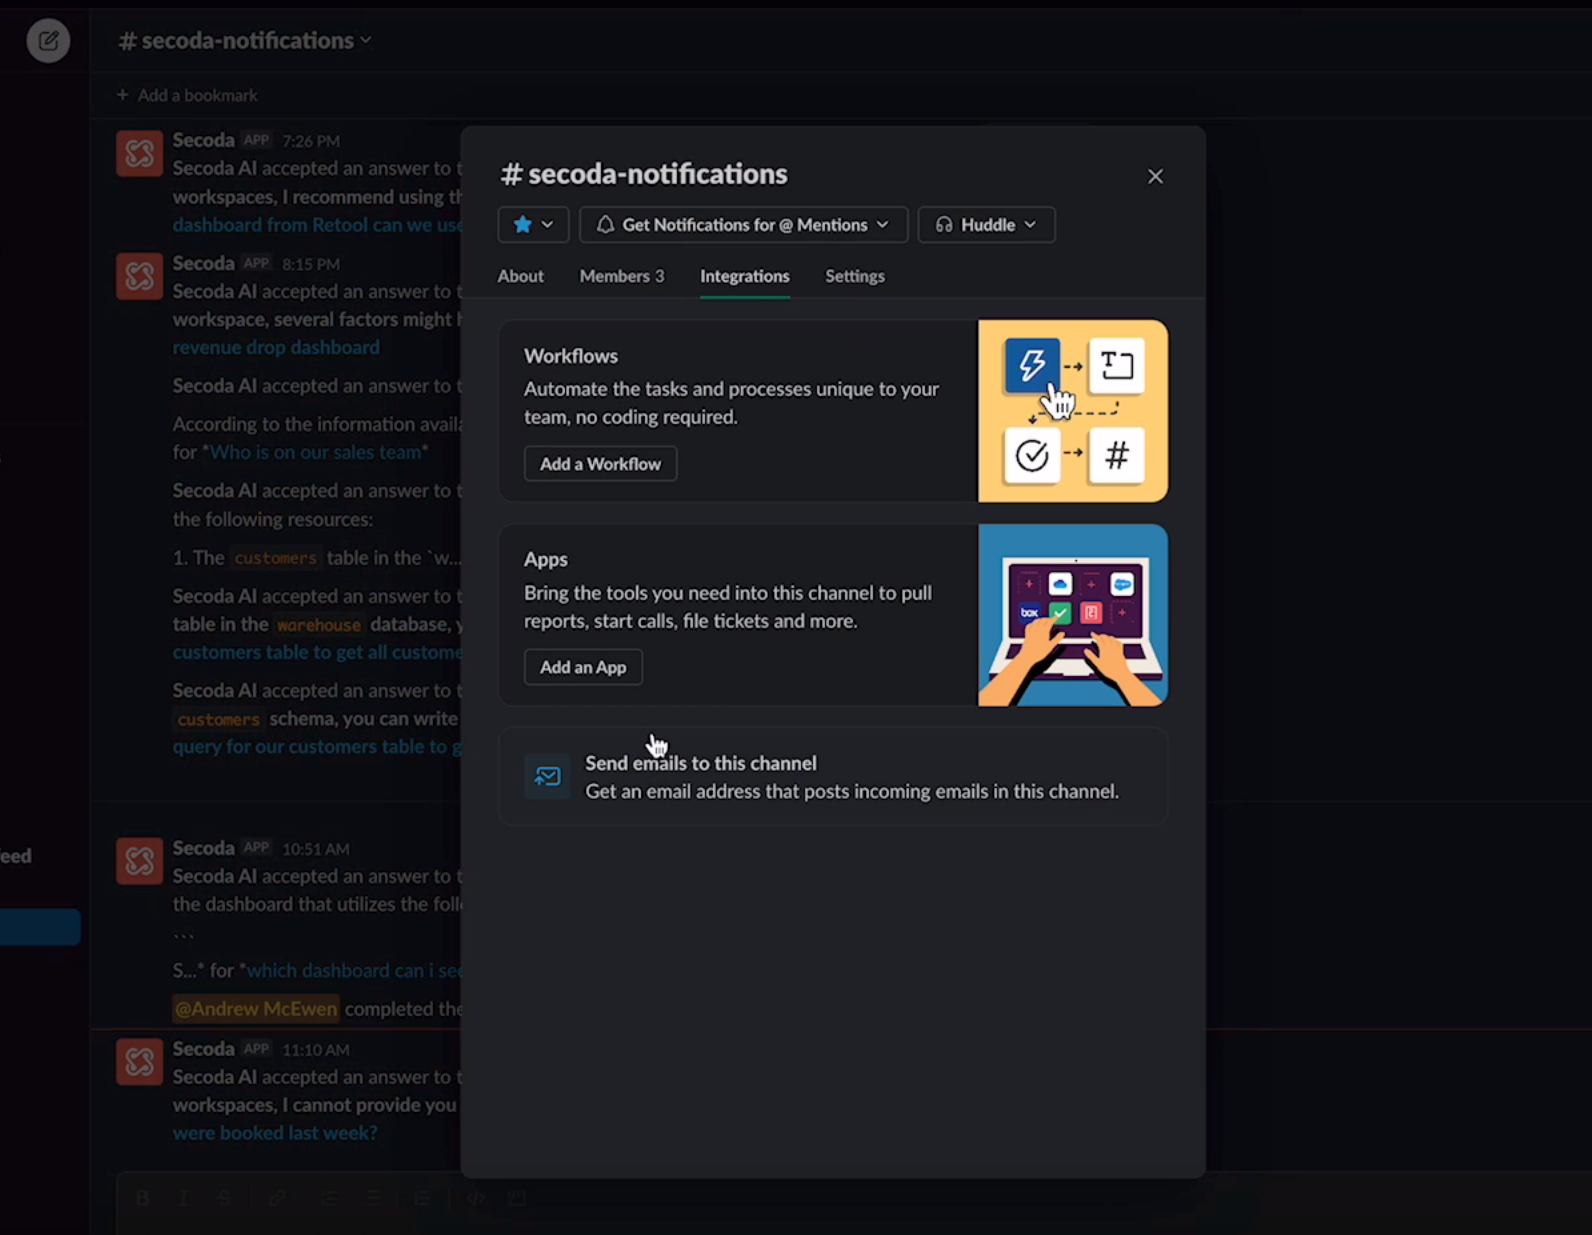 # secoda-notifications
+ Add a bookmark
Secoda APP 7:26 PM
Secoda AI accepted an answer to t
workspaces, I recommend using th
dashboard from Retool can we use
Secoda APP 8:15 PM
Secoda AI accepted an answer to t
workspace, several factors might h
revenue drop dashboard
Secoda AI accepted an answer to t
According to the information availa
for *Who is on our sales team*
Secoda AI accepted an answer to t
the following resources:
1. The customers table in the `w...
Secoda AI accepted an answer to t
table in the warehouse database, y
customers table to get all custome
Secoda AI accepted an answer to t
customers schema, you can write
query for our customers table to g
Secoda APP 10:51 AM
Secoda AI accepted an answer to t
the dashboard that utilizes the foll
```
S...* for *which dashboard can i see
@Andrew McEwen completed the
Secoda APP 11:10 AM
Secoda AI accepted an answer to t
workspaces, I cannot provide you
were booked last week?
eed
# secoda-notifications
Get Notifications for @ Mentions
Huddle
About Members 3 Integrations Settings
Workflows
Automate the tasks and processes unique to your
team, no coding required.
Add a Workflow
T
#
Apps
Bring the tools you need into this channel to pull
reports, start calls, file tickets and more.
Add an App
box
Send emails to this channel
Get an email address that posts incoming emails in this channel.
B I S